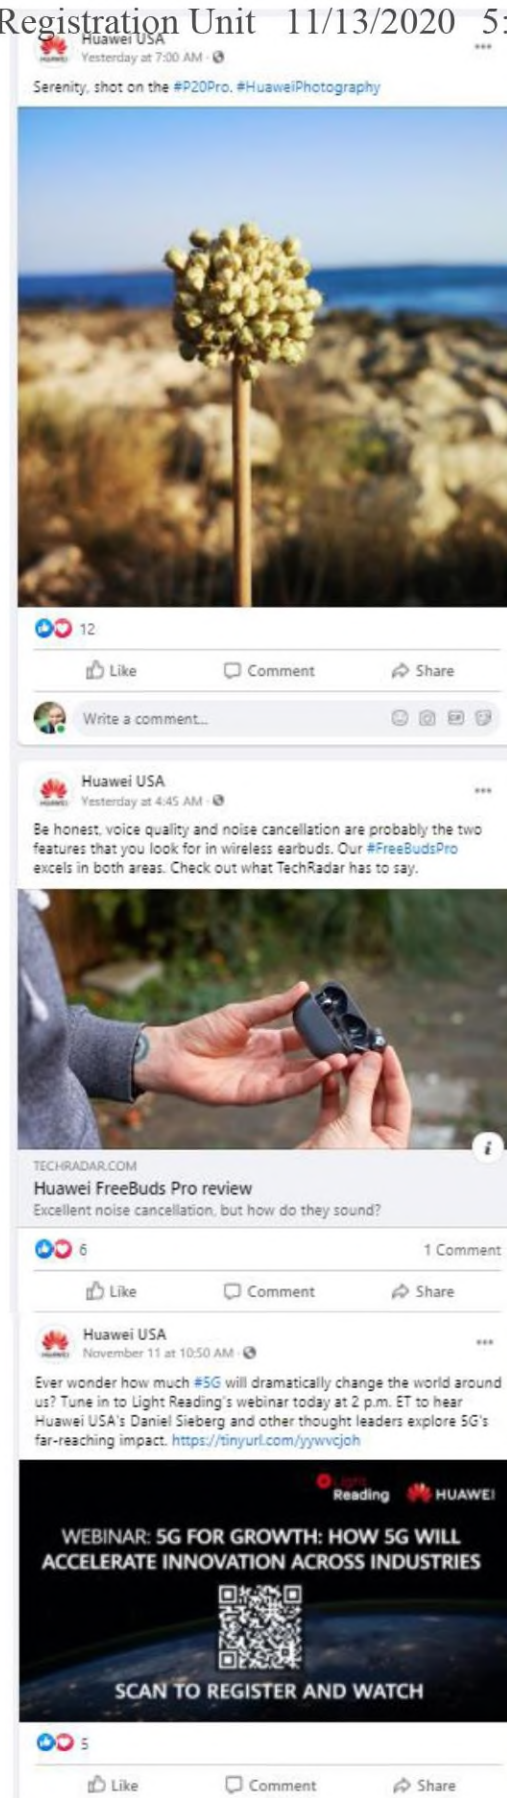 Registration Unit 11/13/2020 5:
Huawei USA
Yesterday at 7:00 AM ·
Serenity, shot on the #P20Pro. #HuaweiPhotography
12
Like Comment Share
Write a comment...
Huawei USA
Yesterday at 4:45 AM ·
Be honest, voice quality and noise cancellation are probably the two
features that you look for in wireless earbuds. Our #FreeBudsPro
excels in both areas. Check out what TechRadar has to say.
TECHRADAR.COM
Huawei FreeBuds Pro review
Excellent noise cancellation, but how do they sound?
6 1 Comment
Like Comment Share
Huawei USA
November 11 at 10:50 AM ·
Ever wonder how much #5G will dramatically change the world around
us? Tune in to Light Reading's webinar today at 2 p.m. ET to hear
Huawei USA's Daniel Sieberg and other thought leaders explore 5G's
far-reaching impact. https://tinyurl.com/yywvcjoh
Light
Reading HUAWEI
WEBINAR: 5G FOR GROWTH: HOW 5G WILL
ACCELERATE INNOVATION ACROSS INDUSTRIES
SCAN TO REGISTER AND WATCH
5
Like Comment Share